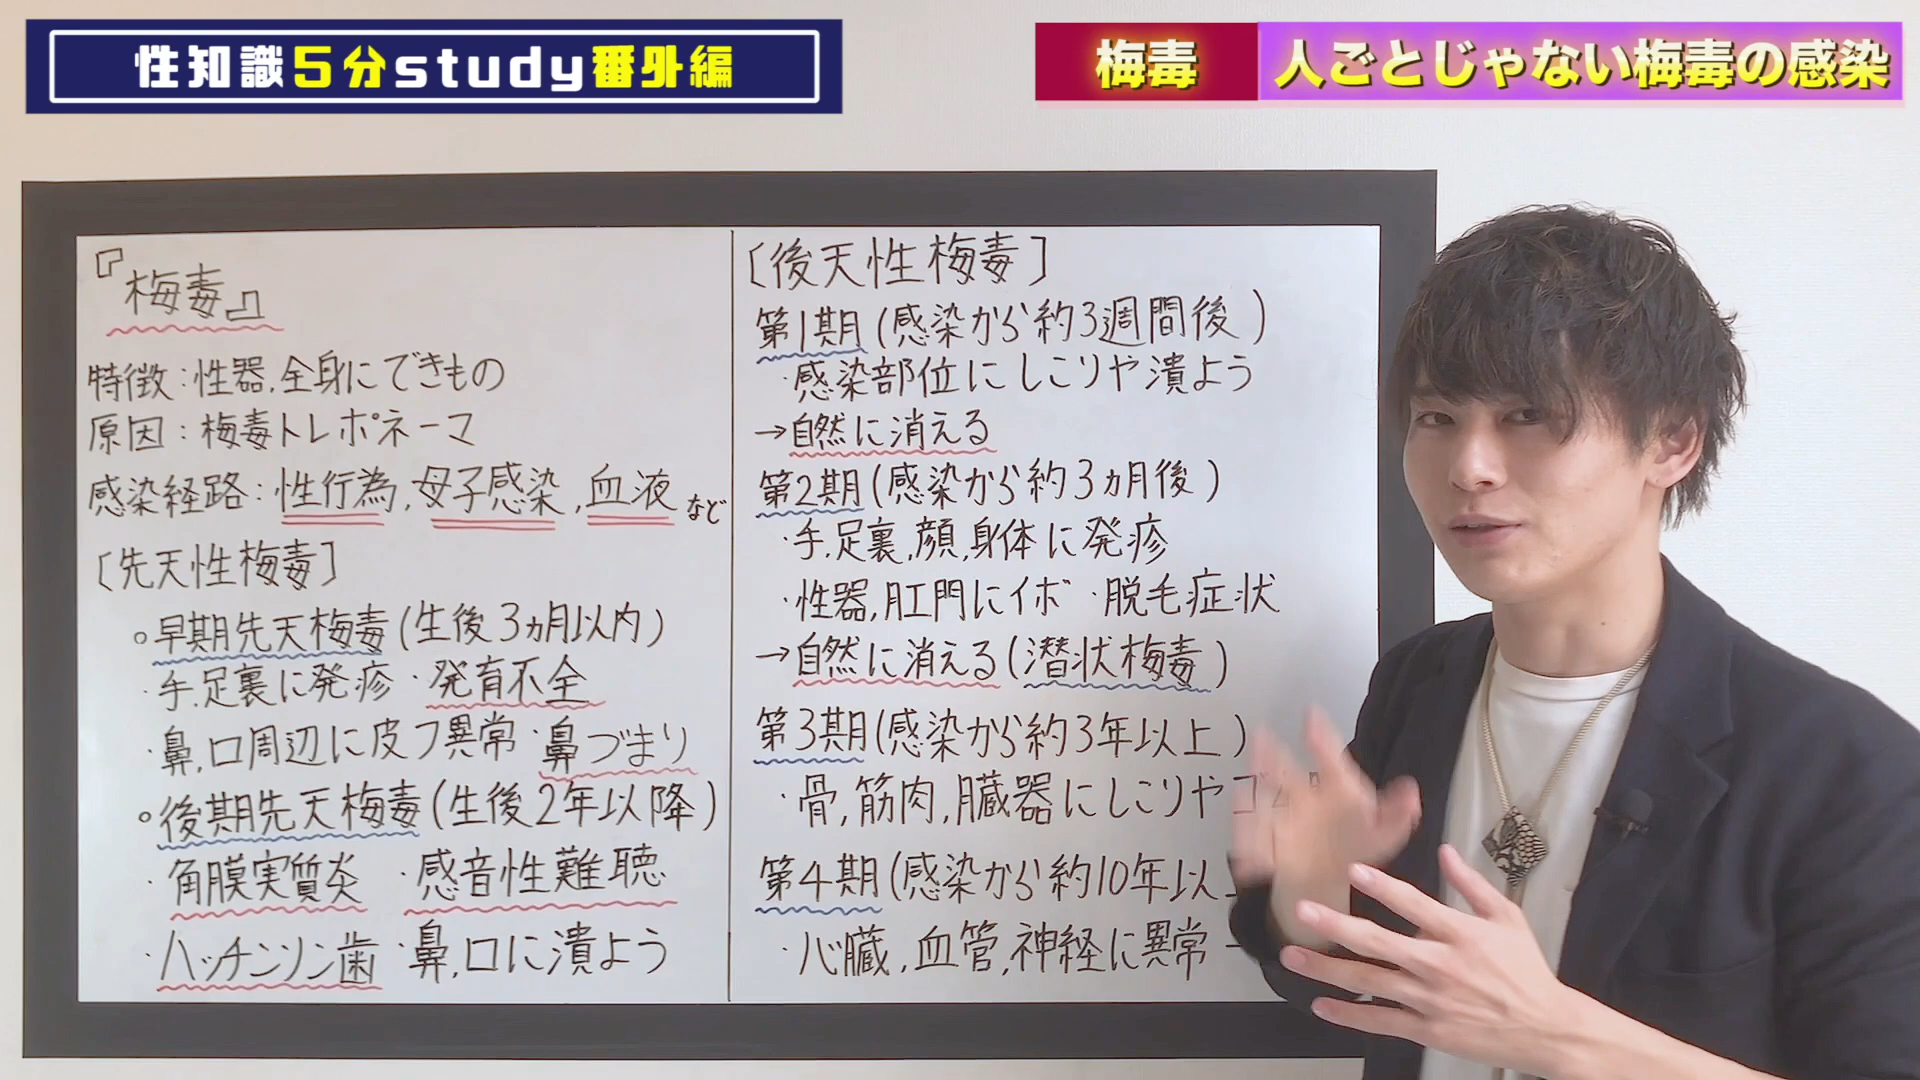 性知識5分study番外編
梅毒 人ごとじゃない梅毒の感染
『梅毒』
特徴:性器,全身にできもの
原因:梅毒トレポネーマ
感染経路:性行為,母子感染,血液など
[先天性梅毒]
○早期先天梅毒(生後3ヵ月以内)
・手,足裏に発疹・発育不全
・鼻,口周辺に皮フ異常・鼻づまり
○後期先天梅毒(生後2年以降)
・角膜実質炎・感音性難聴
・ハッチンソン歯・鼻,口に潰よう
[後天性梅毒]
第1期(感染から約3週間後)
・感染部位にしこりや潰よう
→自然に消える
第2期(感染から約3ヵ月後)
・手,足裏,顔,身体に発疹
・性器,肛門にイボ・脱毛症状
→自然に消える(潜状梅毒)
第3期(感染から約3年以上)
・骨,筋肉,臓器にしこりや
第4期(感染から約10年以
・心臓,血管,神経に異常